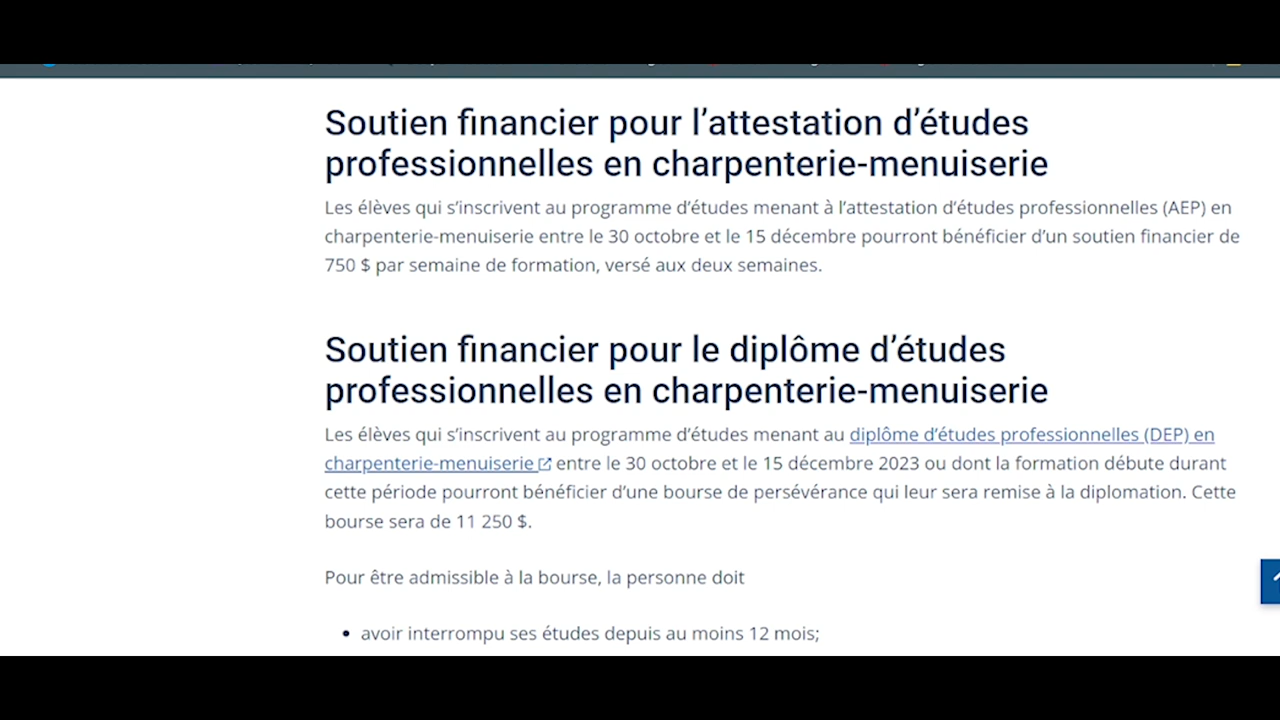 Soutien financier pour l’attestation d’études
professionnelles en charpenterie-menuiserie
Les élèves qui s’inscrivent au programme d’études menant à l’attestation d’études professionnelles (AEP) en
charpenterie-menuiserie entre le 30 octobre et le 15 décembre pourront bénéficier d’un soutien financier de
750 $ par semaine de formation, versé aux deux semaines.
Soutien financier pour le diplôme d’études
professionnelles en charpenterie-menuiserie
Les élèves qui s’inscrivent au programme d’études menant au diplôme d’études professionnelles (DEP) en
charpenterie-menuiserie entre le 30 octobre et le 15 décembre 2023 ou dont la formation débute durant
cette période pourront bénéficier d’une bourse de persévérance qui leur sera remise à la diplomation. Cette
bourse sera de 11 250 $.
Pour être admissible à la bourse, la personne doit
• avoir interrompu ses études depuis au moins 12 mois;